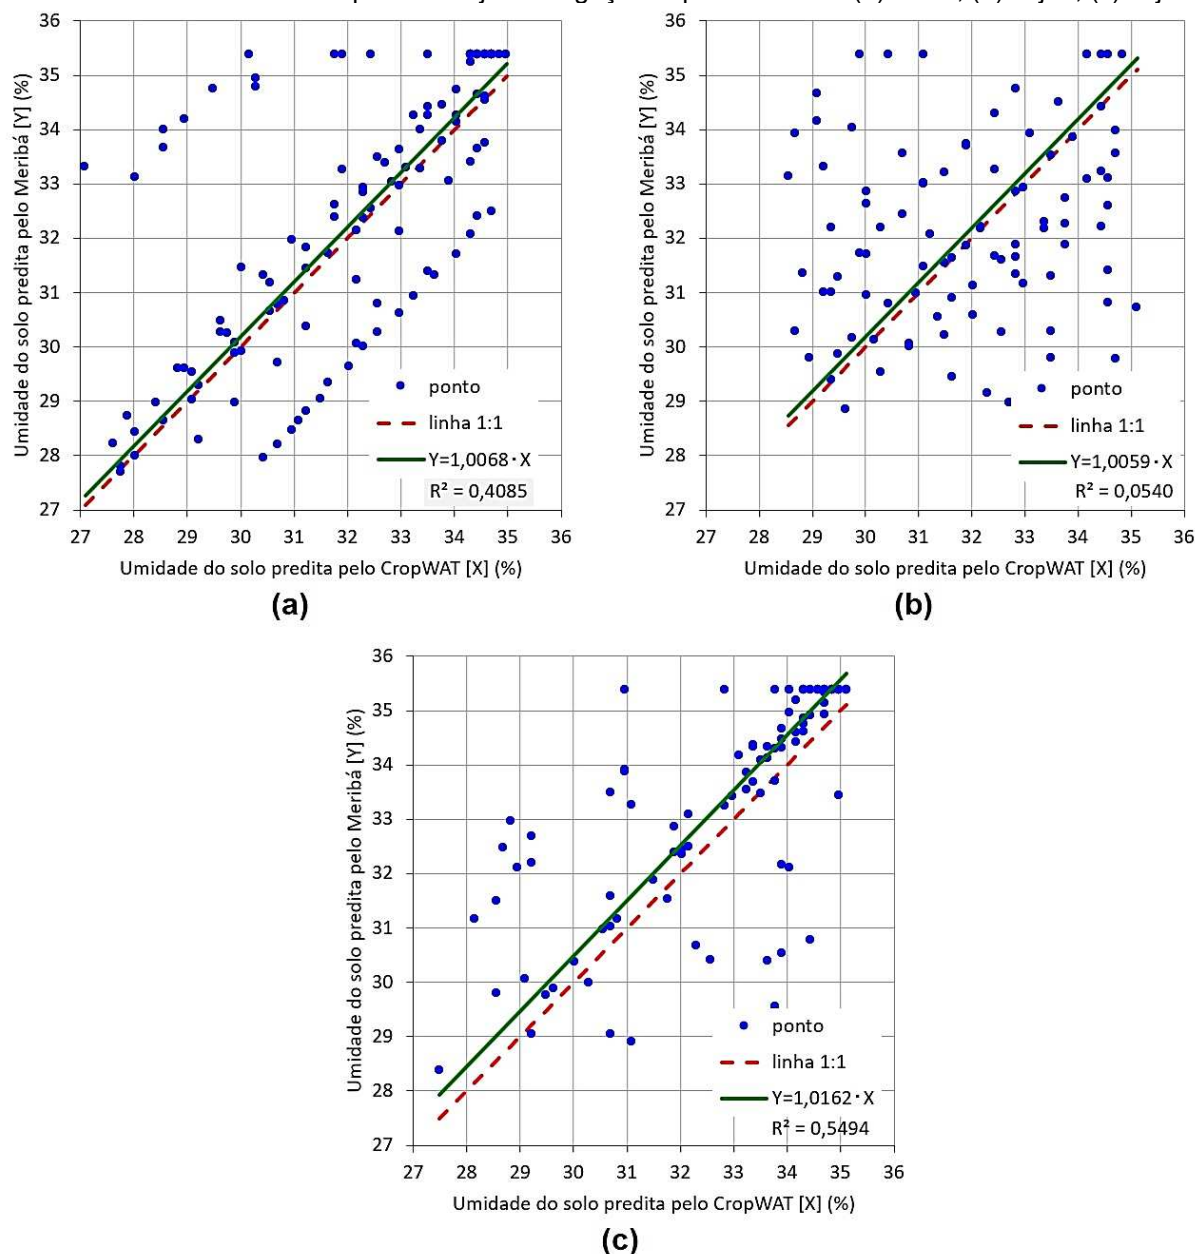 Umidade do solo predita pelo Meribá [Y] (%)
36
35
34
33
32
31
30
29
28
27
ponto
linha 1:1
Y=1,0068·X
R² = 0,4085
27 28 29 30 31 32 33 34 35 36
Umidade do solo predita pelo CropWAT [X] (%)
(a)
Umidade do solo predita pelo Meribá [Y] (%)
36
35
34
33
32
31
30
29
28
27
ponto
linha 1:1
Y=1,0059·X
R² = 0,0540
27 28 29 30 31 32 33 34 35 36
Umidade do solo predita pelo CropWAT [X] (%)
(b)
Umidade do solo predita pelo Meribá [Y] (%)
36
35
34
33
32
31
30
29
28
27
ponto
linha 1:1
Y=1,0162·X
R² = 0,5494
27 28 29 30 31 32 33 34 35 36
Umidade do solo predita pelo CropWAT [X] (%)
(c)